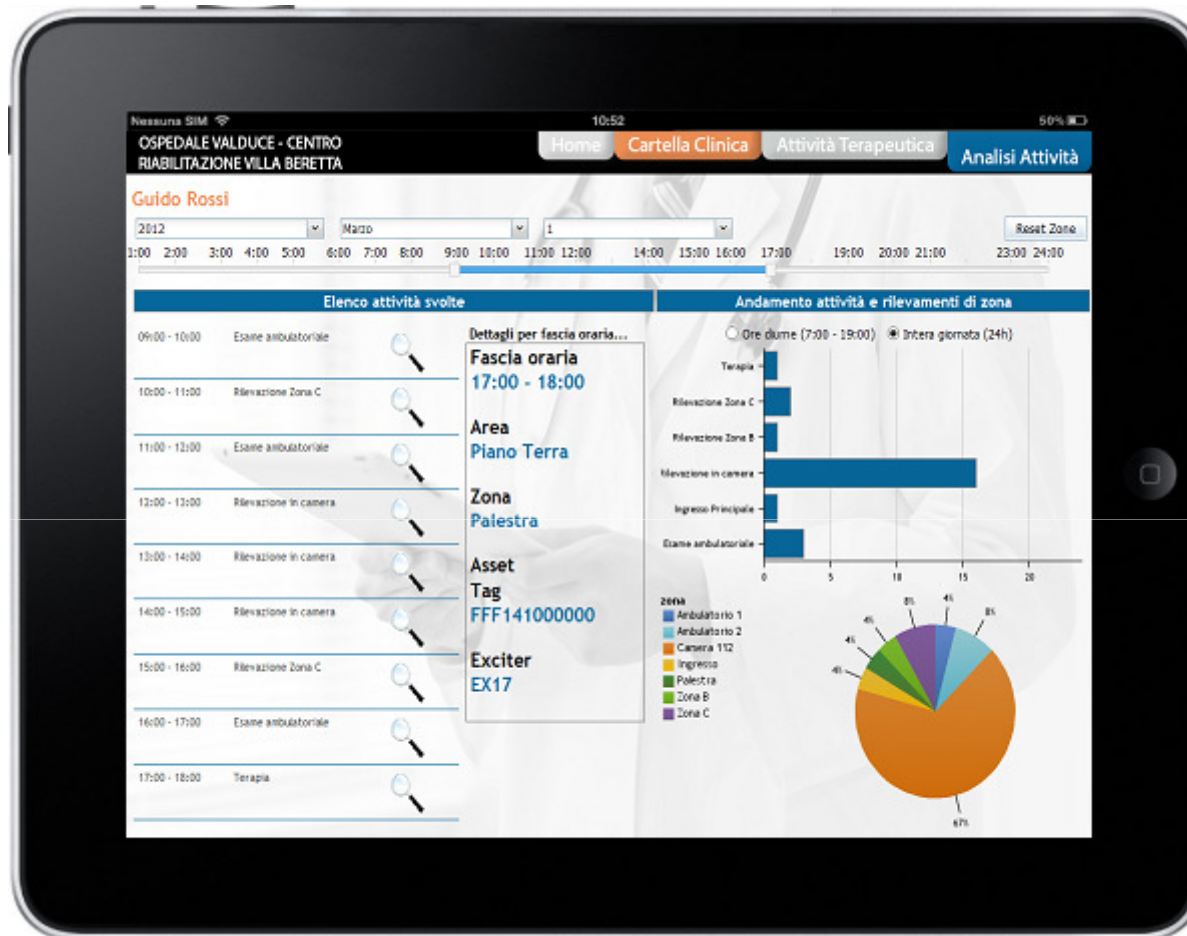 Nessuna SIM 10:52 50%
OSPEDALE VALDUCE - CENTRO
RIABILITAZIONE VILLA BERETTA
Home Cartella Clinica Attività Terapeutica Analisi Attività
Guido Rossi
2012 Marzo 1 Reset Zone
1:00 2:00 3:00 4:00 5:00 6:00 7:00 8:00 9:00 10:00 11:00 12:00 14:00 15:00 16:00 17:00 19:00 20:00 21:00 23:00 24:00
Elenco attività svolte
09:00 - 10:00 Esame ambulatoriale
10:00 - 11:00 Rilevazione Zona C
11:00 - 12:00 Esame ambulatoriale
12:00 - 13:00 Rilevazione in camera
13:00 - 14:00 Rilevazione in camera
14:00 - 15:00 Rilevazione in camera
15:00 - 16:00 Rilevazione Zona C
16:00 - 17:00 Esame ambulatoriale
17:00 - 18:00 Terapia
Dettagli per fascia oraria...
Fascia oraria
17:00 - 18:00
Area
Piano Terra
Zona
Palestra
Asset
Tag
FFF141000000
Exciter
EX17
Andamento attività e rilevamenti di zona
Ore diurne (7:00 - 19:00) Intera giornata (24h)
Terapia
Rilevazione Zona C
Rilevazione Zona B
Rilevazione in camera
Ingresso Principale
Esame ambulatoriale
0 5 10 15 20
zona
Ambulatorio 1
Ambulatorio 2
Camera 112
Ingresso
Palestra
Zona B
Zona C
8% 4%
8%
4%
4%
4%
67%